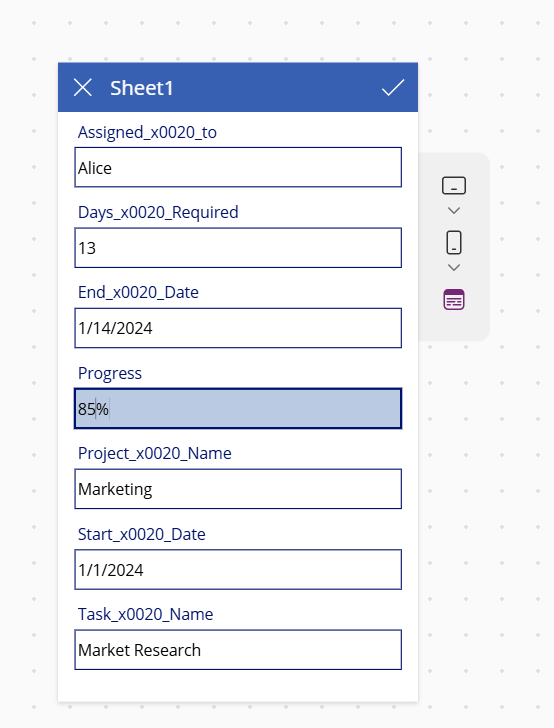 Sheet1
Assigned_x0020_to
Alice
Days_x0020_Required
13
End_x0020_Date
1/14/2024
Progress
85%
Project_x0020_Name
Marketing
Start_x0020_Date
1/1/2024
Task_x0020_Name
Market Research